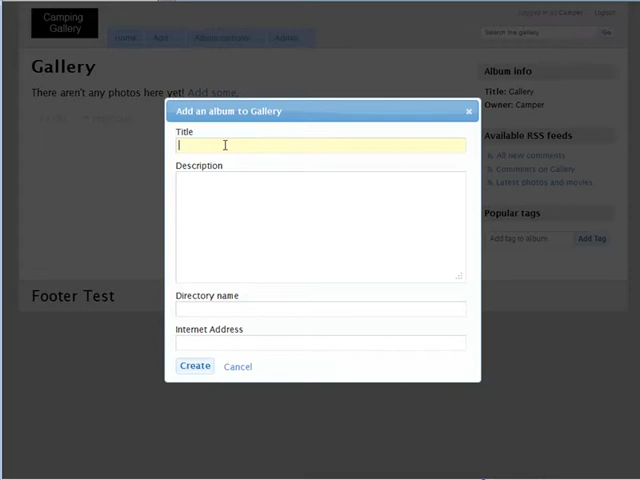 Camping
Gallery
Logged in as Camper
Logout
Home
Add
Album options
Admin
Search the gallery
Go
Gallery
There aren't any photos here yet! Add some.
Album info
Title: Gallery
Owner: Camper
Available RSS feeds
All new comments
Comments on Gallery
Latest photos and movies
Popular tags
Add tag to album
Add Tag
Add an album to Gallery
Title
Description
Directory name
Internet Address
Create
Cancel
Footer Test